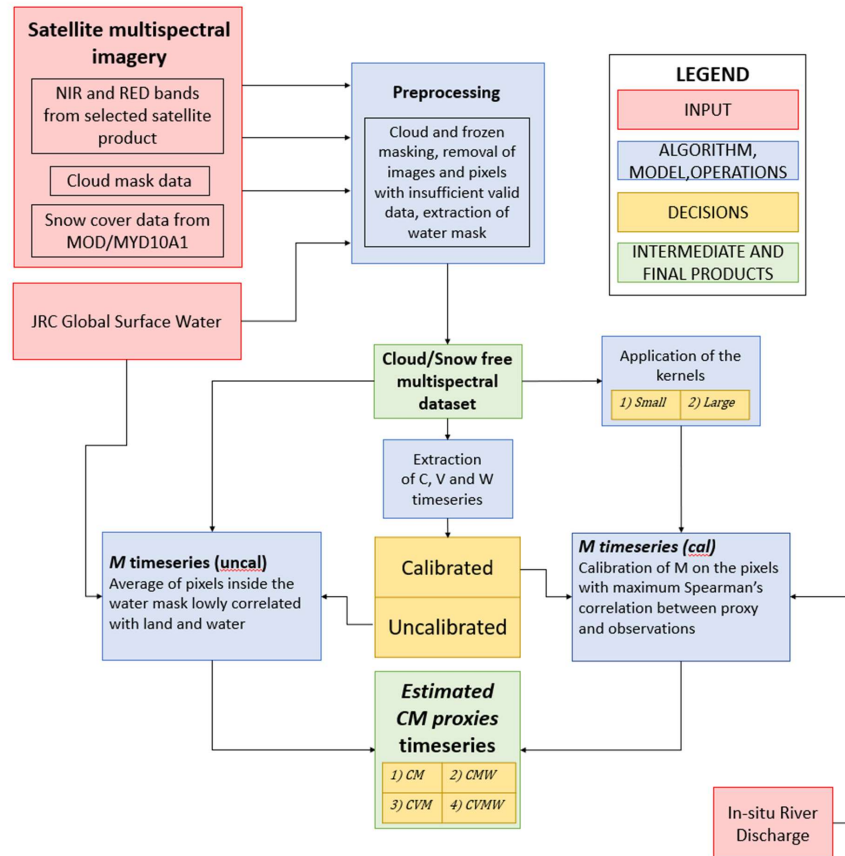 Satellite multispectral
imagery
NIR and RED bands
from selected satellite
product
Cloud mask data
Snow cover data from
MOD/MYD10A1
JRC Global Surface Water
Preprocessing
Cloud and frozen
masking, removal of
images and pixels
with insufficient valid
data, extraction of
water mask
LEGEND
INPUT
ALGORITHM,
MODEL,OPERATIONS
DECISIONS
INTERMEDIATE AND
FINAL PRODUCTS
Cloud/Snow free
multispectral
dataset
Application of the
kernels
1) Small
2) Large
Extraction
of C, V and W
timeseries
M timeseries (uncal)
Average of pixels inside the
water mask lowly correlated
with land and water
Calibrated
Uncalibrated
M timeseries (cal)
Calibration of M on the pixels
with maximum Spearman's
correlation between proxy
and observations
Estimated
CM proxies
timeseries
1) CM
2) CMW
3) CVM
4) CVMW
In-situ River
Discharge